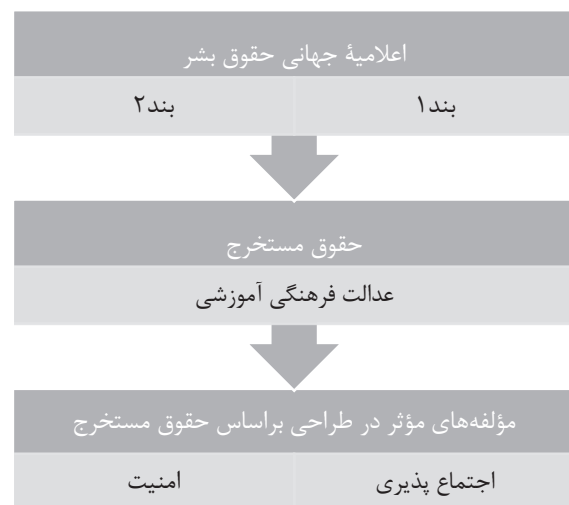 اعلامیهٔ جهانی حقوق بشر
بند۱ بند۲
حقوق مستخرج
عدالت فرهنگی آموزشی
مؤلفه‌های مؤثر در طراحی براساس حقوق مستخرج
اجتماع پذیری امنیت